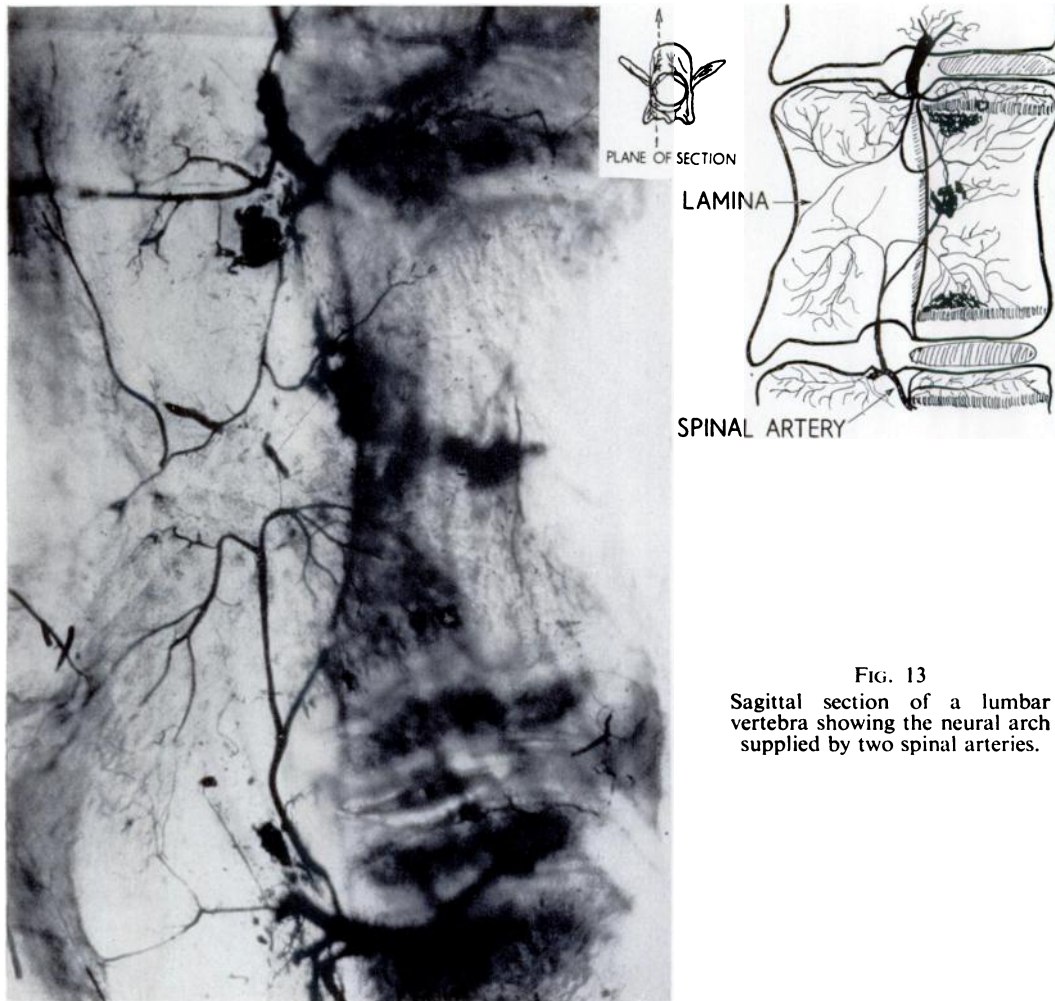 PLANE OF SECTION
LAMINA
SPINAL ARTERY
FIG. 13
Sagittal section of a lumbar
vertebra showing the neural arch
supplied by two spinal arteries.